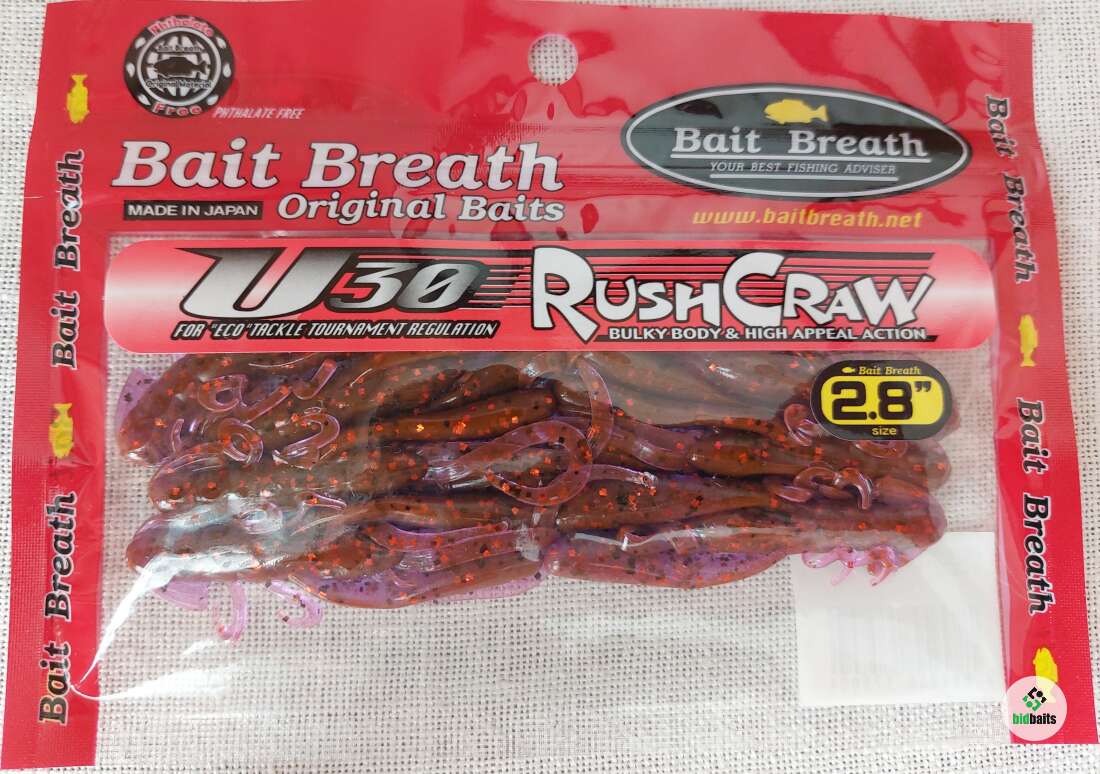 Phthalate
Bait Breath
Original Material
Free
PHTHALATE FREE
Bait Breath
MADE IN JAPAN
Original Baits
Bait Breath
YOUR BEST FISHING ADVISER
www.baitbreath.net
U30
FOR "ECO" TACKLE TOURNAMENT REGULATION
RUSHCRAW
BULKY BODY & HIGH APPEAL ACTION
Bait Breath
2.8"
size
Bait Breath
Bait Breath
Bait Breath
Bait Breath
Bait Breath
bidbaits